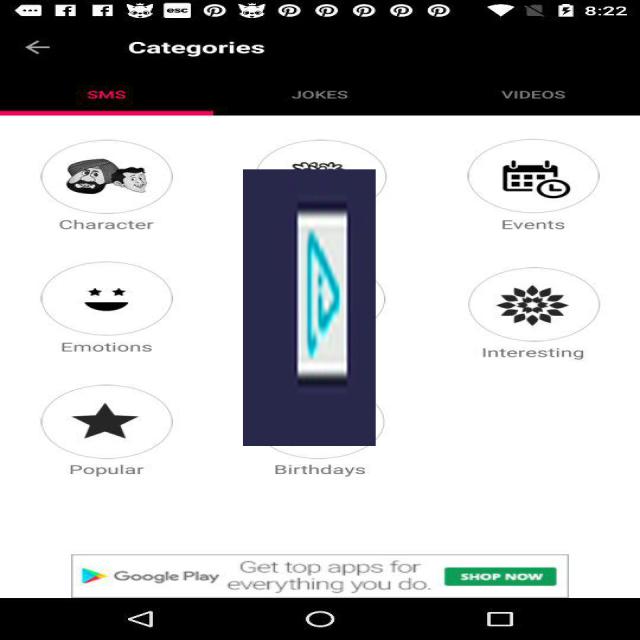 esc
8:22
Categories
SMS
JOKES
VIDEOS
Character
Events
Emotions
Interesting
Popular
Birthdays
Google Play
Get top apps for
everything you do.
SHOP NOW